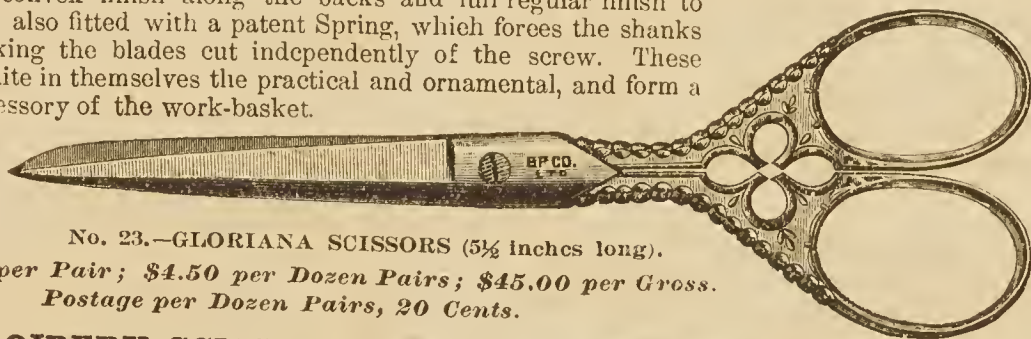 also fitted with a patent Spring, which forces the shanks
king the blades cut independently of the screw. These
ite in themselves the practical and ornamental, and form a
essory of the work-basket.
BP CO.
LTD
No. 23.—GLORIANA SCISSORS (5½ inches long).
per Pair; $4.50 per Dozen Pairs; $45.00 per Gross.
Postage per Dozen Pairs, 20 Cents.